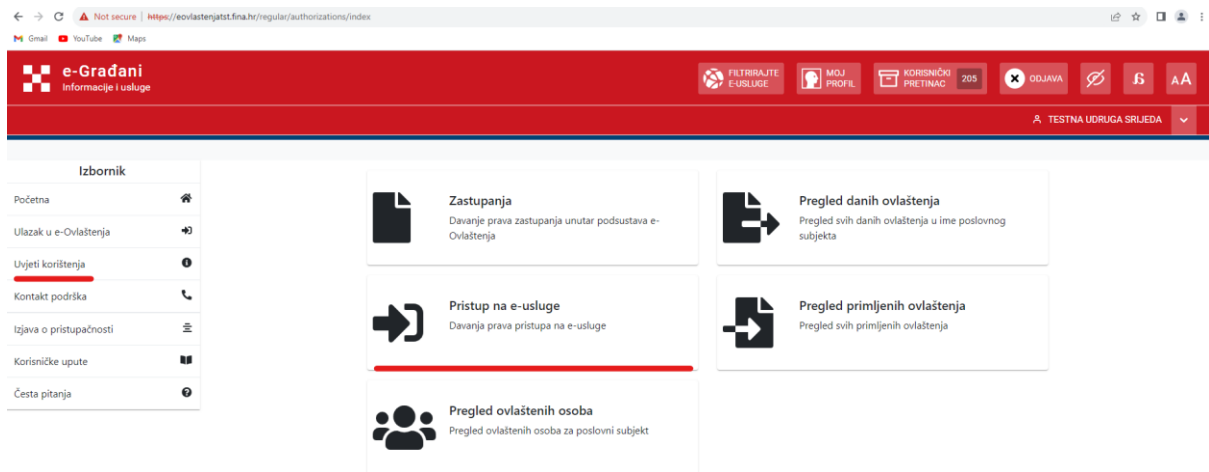 Not secure | https://eovlastenjatst.fina.hr/regular/authorizations/index
Gmail YouTube Maps
e-Građani
Informacije i usluge
FILTRIRAJTE
E-USLUGE
MOJ
PROFIL
KORISNIČKI
PRETINAC
205
ODJAVA
AA
TESTNA UDRUGA SRIJEDA
Izbornik
Početna
Ulazak u e-Ovlaštenja
Uvjeti korištenja
Kontakt podrška
Izjava o pristupačnosti
Korisničke upute
Česta pitanja
Zastupanja
Davanje prava zastupanja unutar podsustava e-
Ovlaštenja
Pregled danih ovlaštenja
Pregled svih danih ovlaštenja u ime poslovnog
subjekta
Pristup na e-usluge
Davanja prava pristupa na e-usluge
Pregled primljenih ovlaštenja
Pregled svih primljenih ovlaštenja
Pregled ovlaštenih osoba
Pregled ovlaštenih osoba za poslovni subjekt